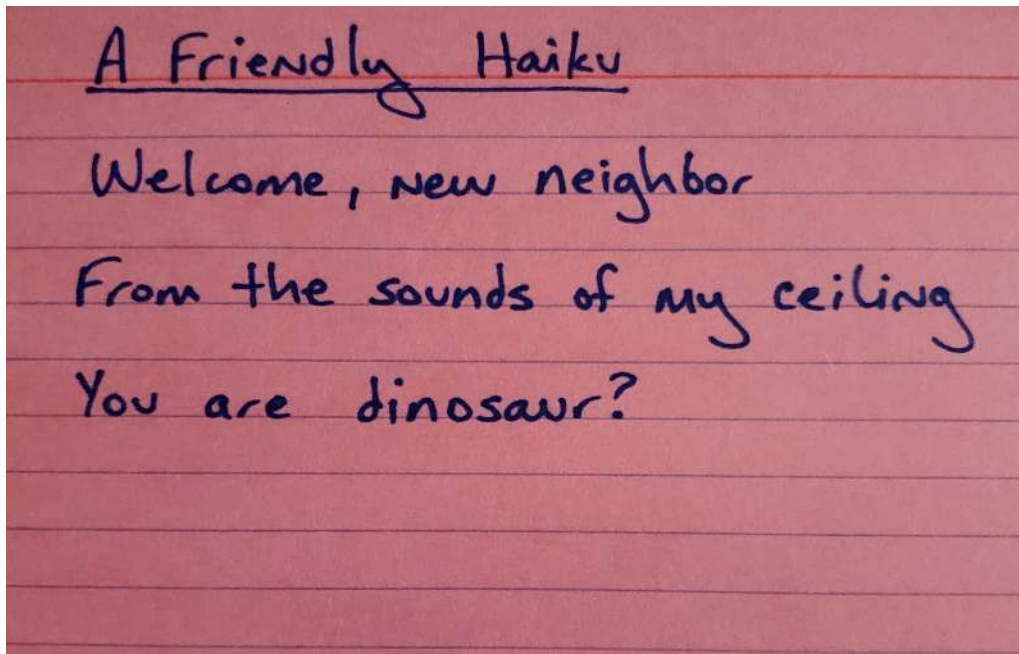 A Friendly Haiku
Welcome, new neighbor
From the sounds of my ceiling
You are dinosaur?